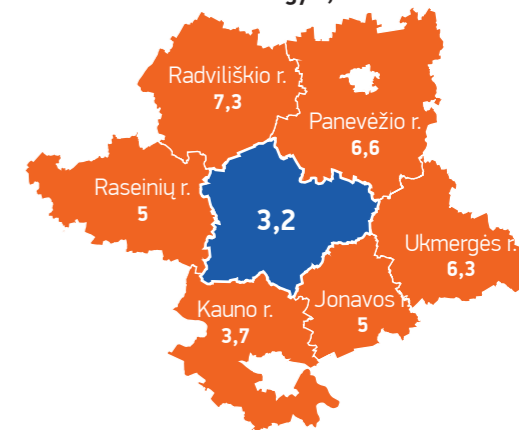 Radviliškio r.
7,3
Panevėžio r.
6,6
Raseinių r.
5
3,2
Ukmergės r.
6,3
Kauno r.
3,7
Jonavos r.
5